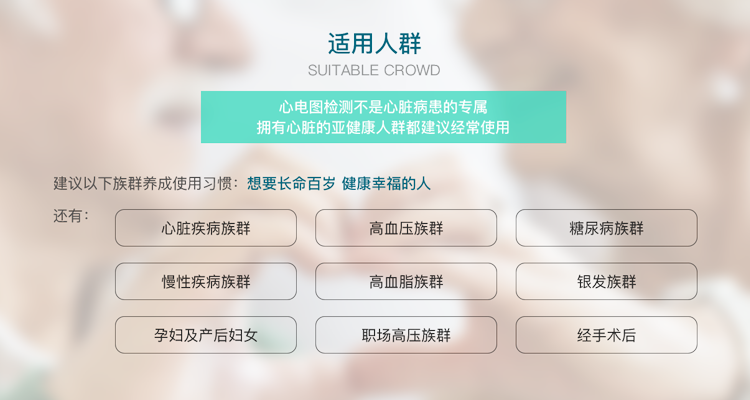 适用人群
SUITABLE CROWD
心电图检测不是心脏病患的专属
拥有心脏的亚健康人群都建议经常使用
建议以下族群养成使用习惯：想要长命百岁 健康幸福的人
还有：
心脏疾病族群 高血压族群 糖尿病族群
慢性疾病族群 高血脂族群 银发族群
孕妇及产后妇女 职场高压族群 经手术后